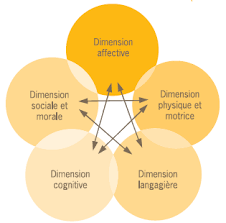 Dimension
affective
Dimension
sociale et
morale
Dimension
physique et
motrice
Dimension
cognitive
Dimension
langagière